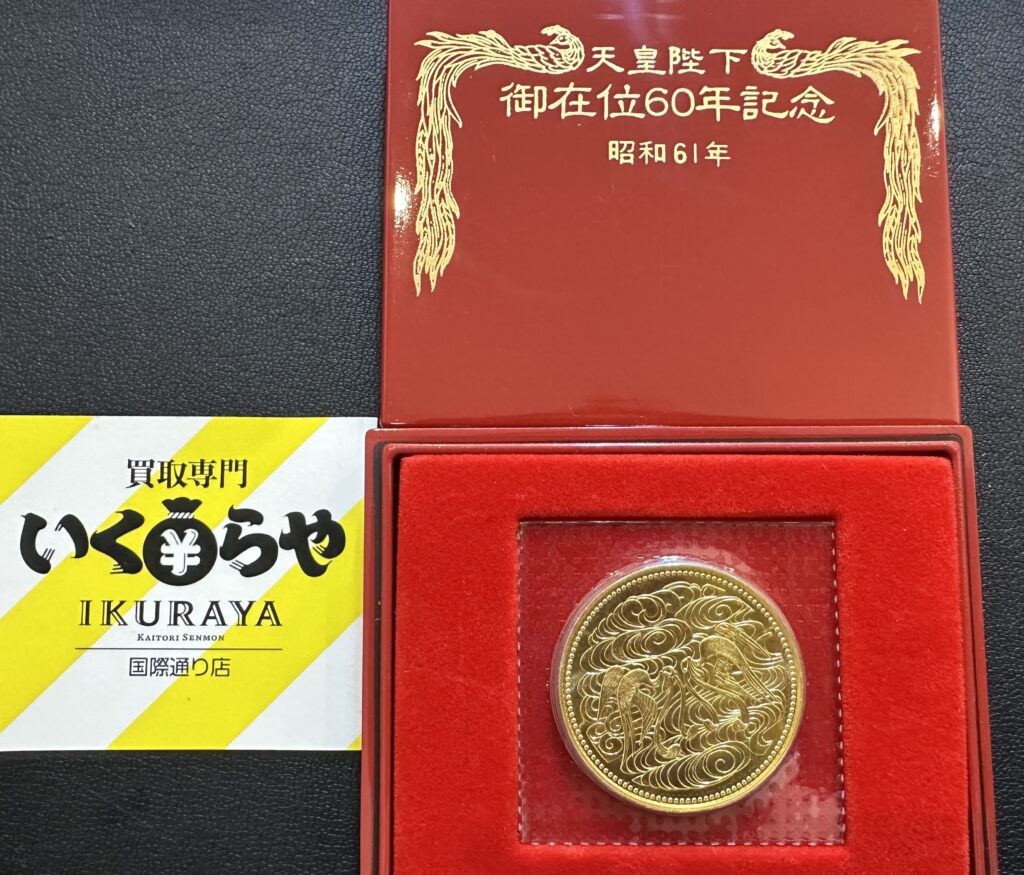 天皇陛下
御在位60年記念
昭和61年
買取専門
いくらや
IKURAYA
KAITORI SENMON
国際通り店